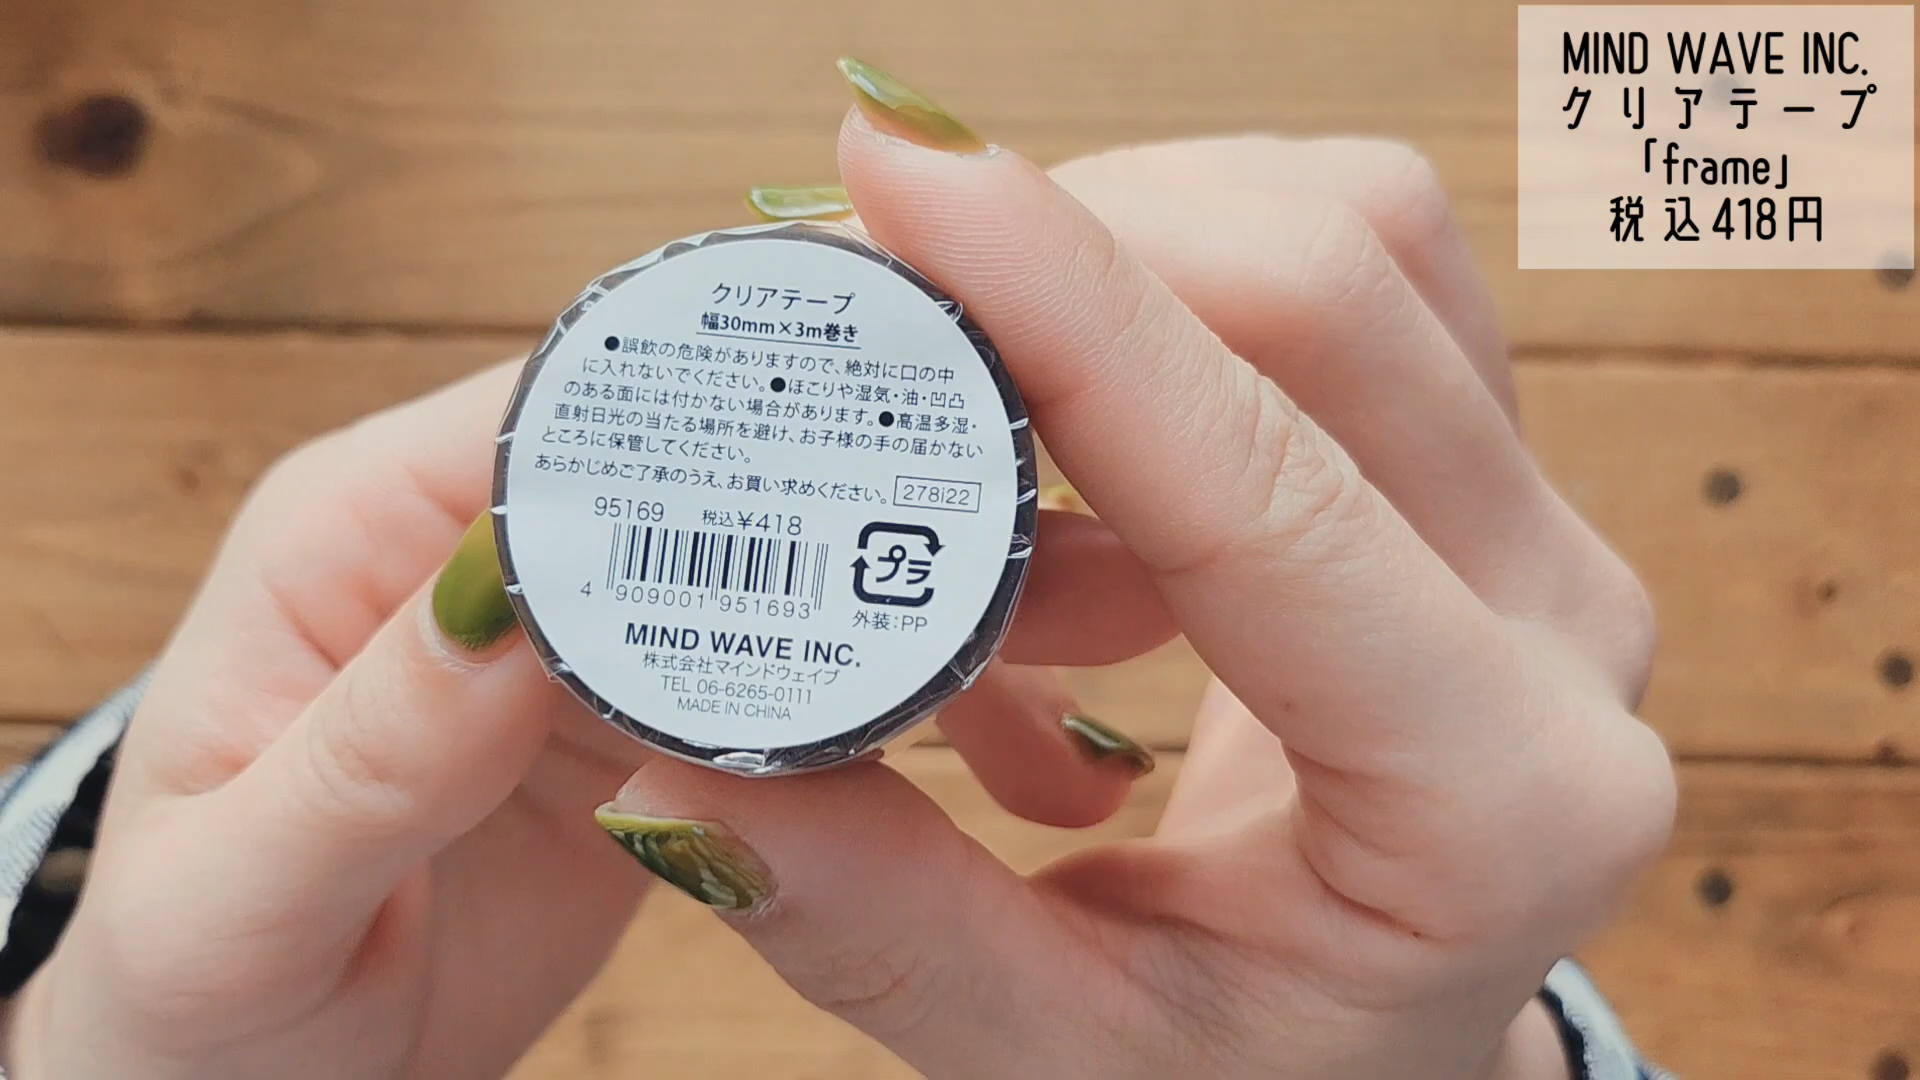 MIND WAVE INC.
クリアテープ
「frame」
税込418円
クリアテープ
幅30mm×3m巻き
●誤飲の危険がありますので、絶対に口の中
に入れないでください。●ほこりや湿気・油・凹凸
のある面には付かない場合があります。●高温多湿・
直射日光の当たる場所を避け、お子様の手の届かない
ところに保管してください。
あらかじめご了承のうえ、お買い求めください。 278i22
95169 税込¥418
4 909001 951693
プラ
外装:PP
MIND WAVE INC.
株式会社マインドウェイブ
TEL 06-6265-0111
MADE IN CHINA